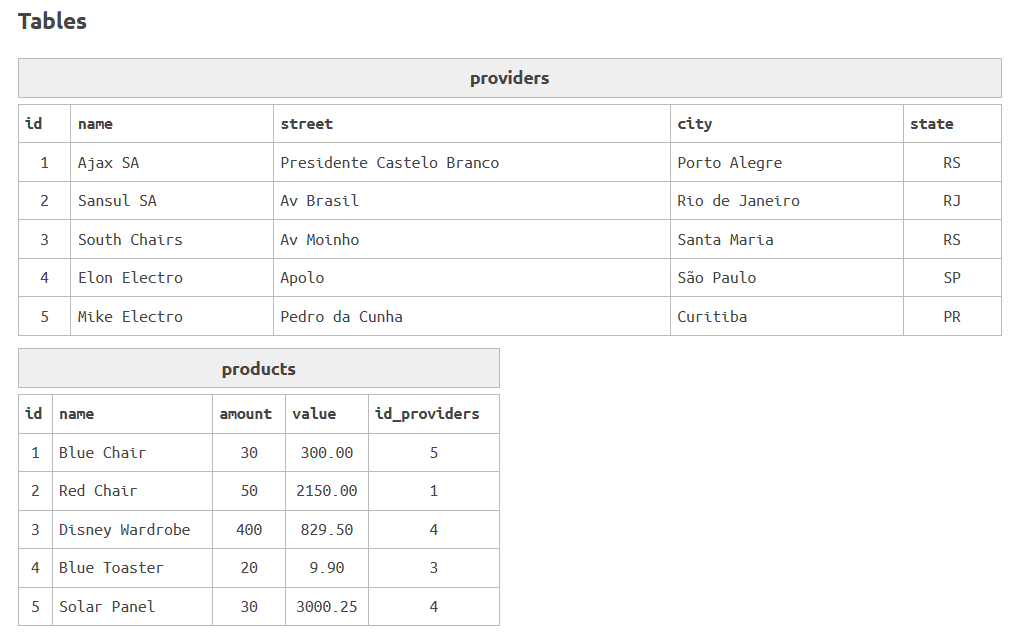 Tables
providers
id name street city state
1 Ajax SA Presidente Castelo Branco Porto Alegre RS
2 Sansul SA Av Brasil Rio de Janeiro RJ
3 South Chairs Av Moinho Santa Maria RS
4 Elon Electro Apolo São Paulo SP
5 Mike Electro Pedro da Cunha Curitiba PR
products
id name amount value id_providers
1 Blue Chair 30 300.00 5
2 Red Chair 50 2150.00 1
3 Disney Wardrobe 400 829.50 4
4 Blue Toaster 20 9.90 3
5 Solar Panel 30 3000.25 4